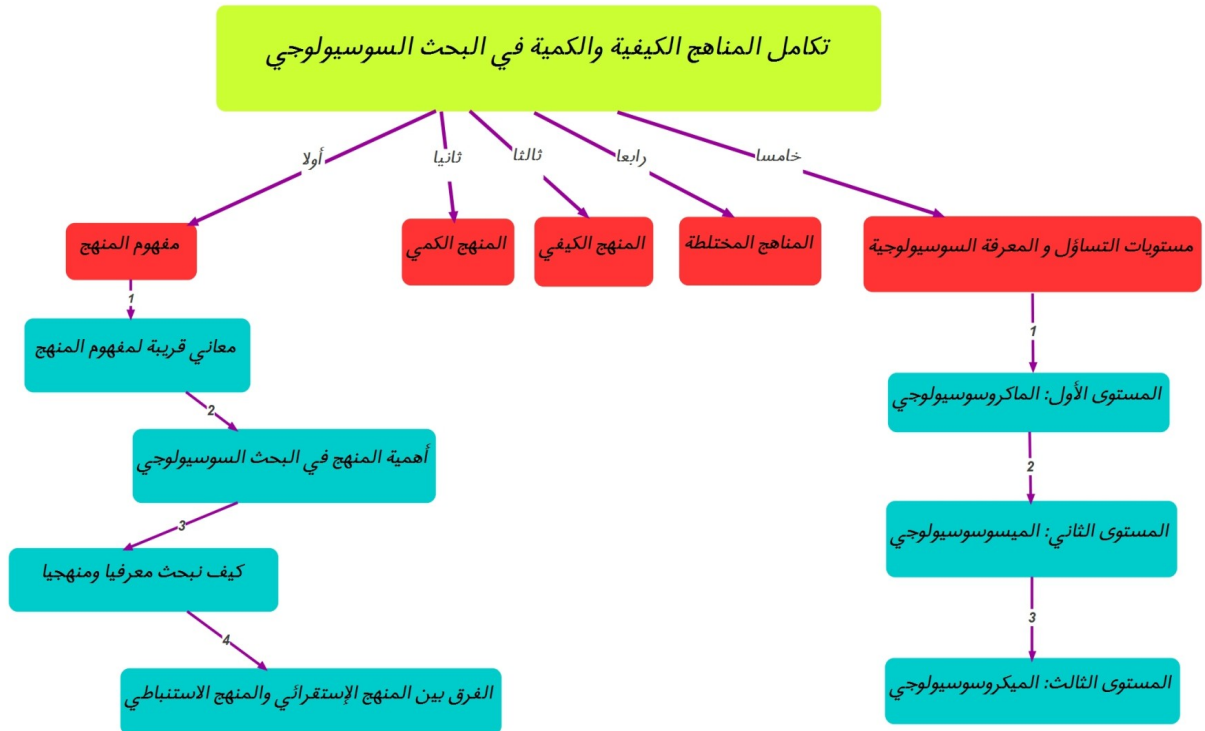 تكامل المناهج الكيفية والكمية في البحث السوسيولوجي
خامسا
رابعا
ثالثا
ثانيا
أولا
مستويات التساؤل و المعرفة السوسيولوجية
المناهج المختلطة
المنهج الكيفي
المنهج الكمي
مفهوم المنهج
1
معاني قريبة لمفهوم المنهج
2
أهمية المنهج في البحث السوسيولوجي
3
كيف نبحث معرفيا ومنهجيا
4
الفرق بين المنهج الإستقرائي والمنهج الاستنباطي
1
المستوى الأول: الماكروسوسيولوجي
2
المستوى الثاني: الميسوسوسيولوجي
3
المستوى الثالث: الميكروسوسيولوجي